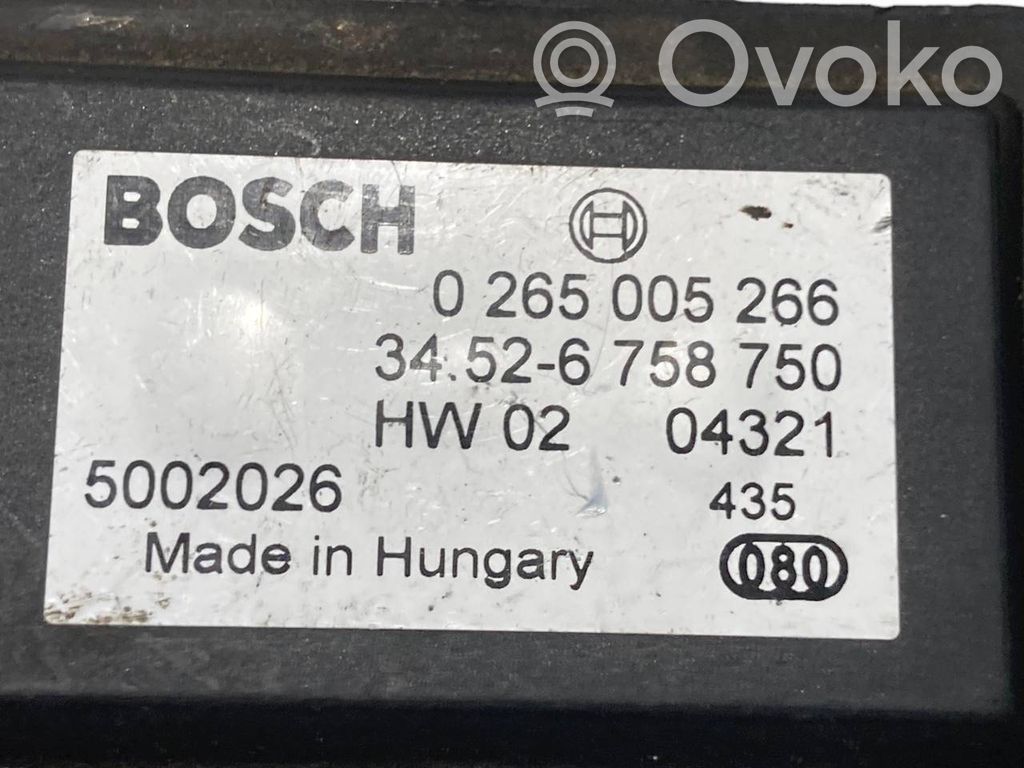 Ovoko
BOSCH
0 265 005 266
34.52-6 758 750
HW 02 04321
5002026 435
Made in Hungary 080